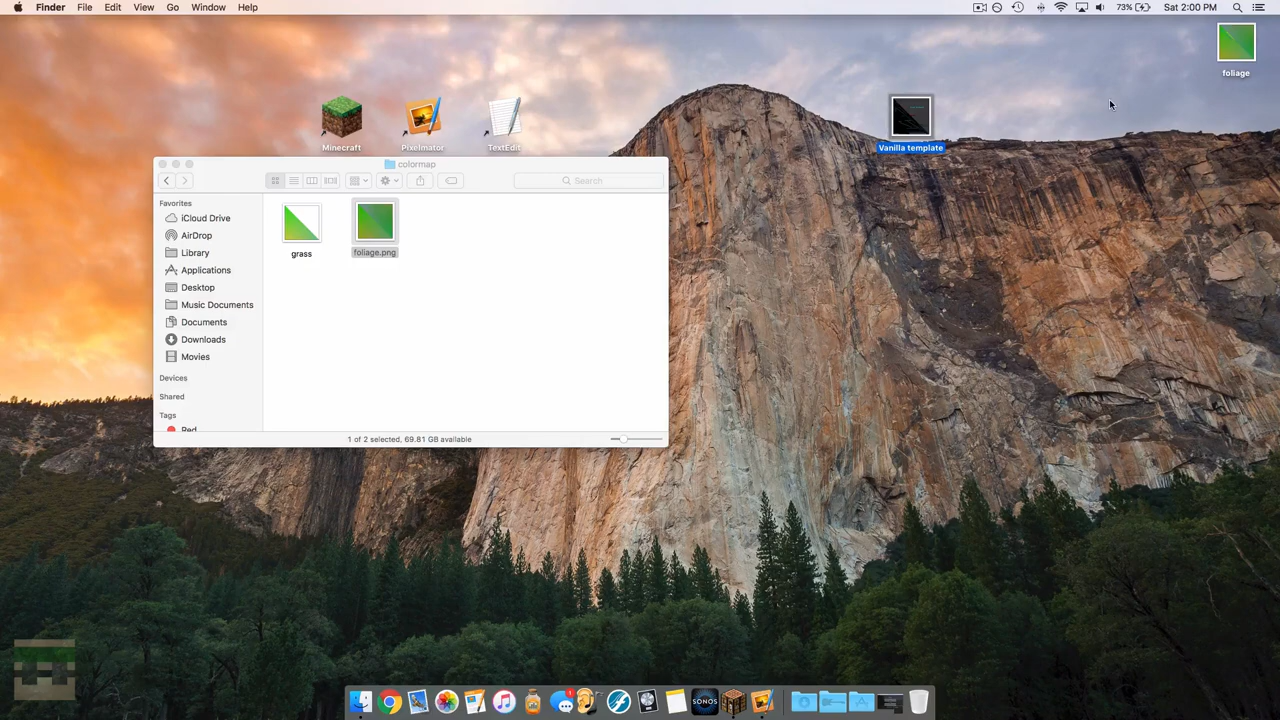 Finder File Edit View Go Window Help 73% Sat 2:00 PM
foliage
Minecraft Pixelmator TextEdit Vanilla template
colormap
Search
Favorites
iCloud Drive
AirDrop
Library
Applications
Desktop
Music Documents
Documents
Downloads
Movies
Devices
Shared
Tags
Red
grass foliage.png
1 of 2 selected, 69.81 GB available
SONOS